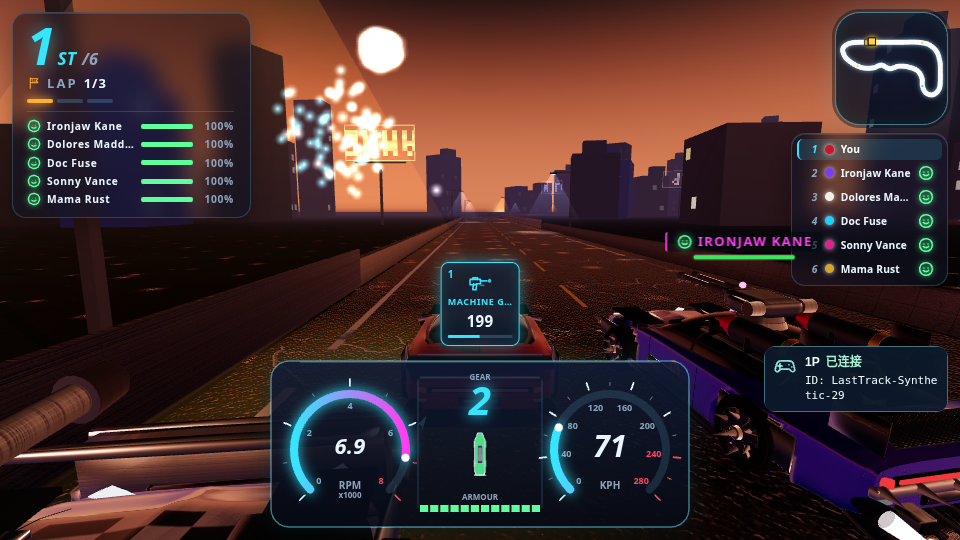 1 ST /6
LAP 1/3
Ironjaw Kane 100%
Dolores Madd... 100%
Doc Fuse 100%
Sonny Vance 100%
Mama Rust 100%
1 You
2 Ironjaw Kane
3 Dolores Ma...
4 Doc Fuse
5 Sonny Vance
6 Mama Rust
IRONJAW KANE
1
MACHINE G...
199
1P 已连接
ID: LastTrack-Synthe
tic-29
0 2 4 6 8
6.9
RPM
x1000
GEAR
2
ARMOUR
0 40 80 120 160 200 240 280
71
KPH